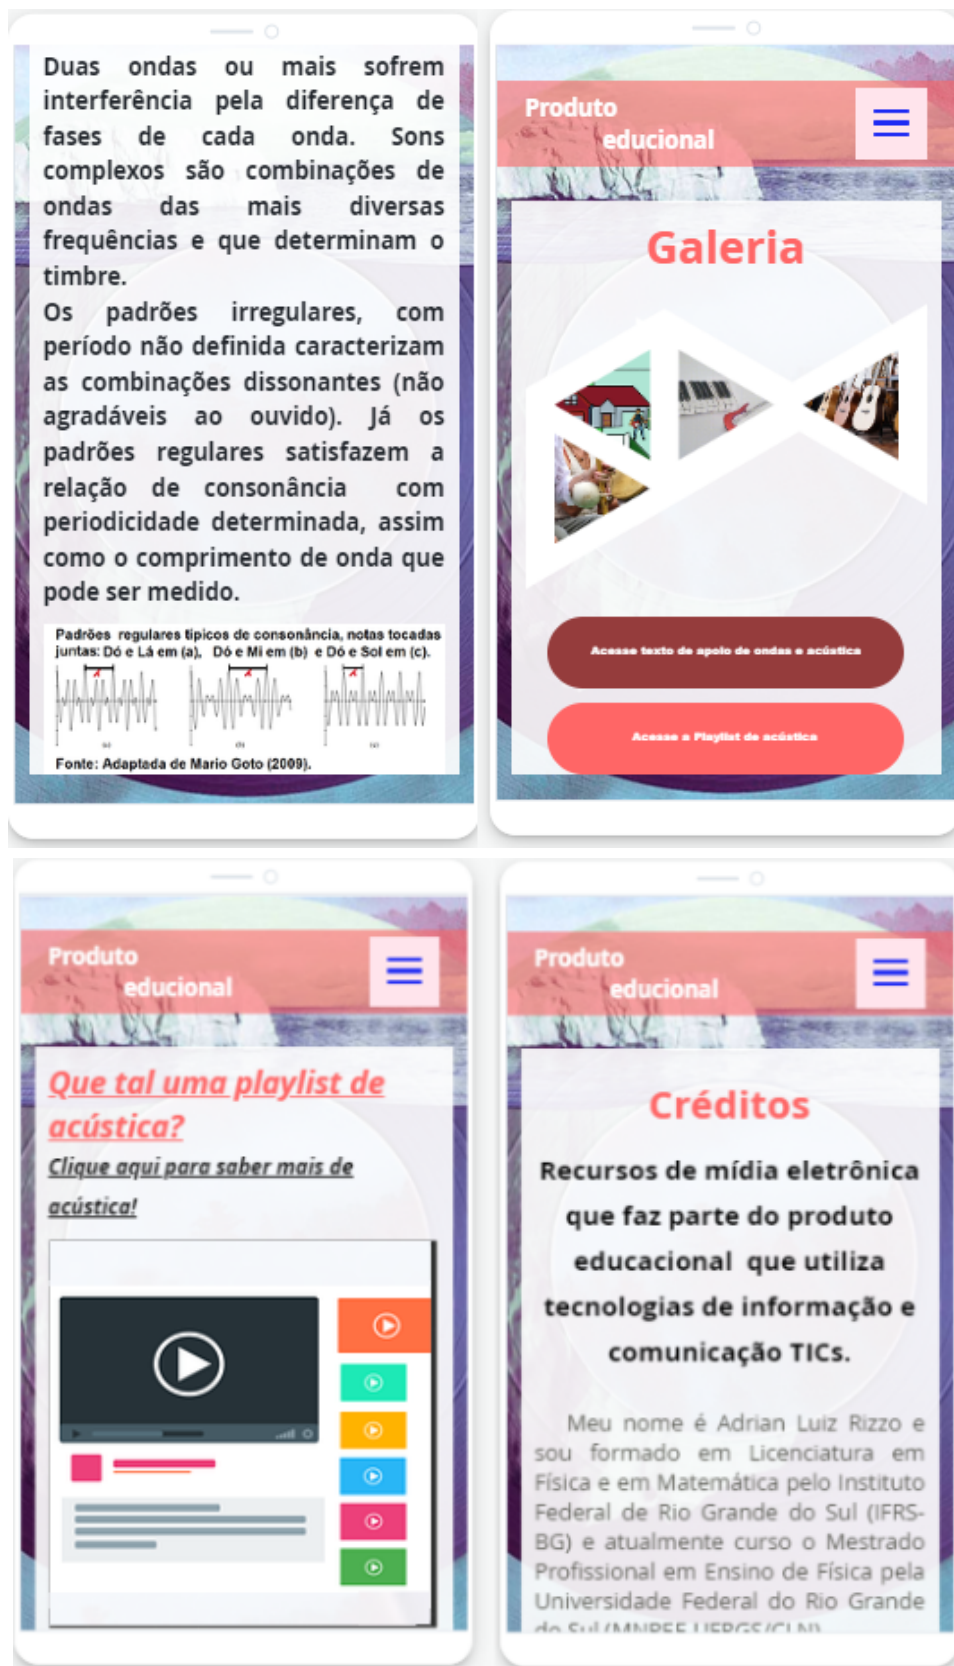 Duas ondas ou mais sofrem
interferência pela diferença de
fases de cada onda. Sons
complexos são combinações de
ondas das mais diversas
frequências e que determinam o
timbre.
Os padrões irregulares, com
período não definida caracterizam
as combinações dissonantes (não
agradáveis ao ouvido). Já os
padrões regulares satisfazem a
relação de consonância com
periodicidade determinada, assim
como o comprimento de onda que
pode ser medido.
Padrões regulares típicos de consonância, notas tocadas
juntas: Dó e Lá em (a), Dó e Mi em (b) e Dó e Sol em (c).
(a) (b) (c)
Fonte: Adaptada de Mario Goto (2009).
Produto
educional
Galeria
Acesse texto de apoio de ondas e acústica
Acesse a Playlist de acústica
Produto
educional
Que tal uma playlist de
acústica?
Clique aqui para saber mais de
acústica!
Produto
educional
Créditos
Recursos de mídia eletrônica
que faz parte do produto
educacional que utiliza
tecnologias de informação e
comunicação TICs.
Meu nome é Adrian Luiz Rizzo e
sou formado em Licenciatura em
Física e em Matemática pelo Instituto
Federal de Rio Grande do Sul (IFRS-
BG) e atualmente curso o Mestrado
Profissional em Ensino de Física pela
Universidade Federal do Rio Grande
do Sul